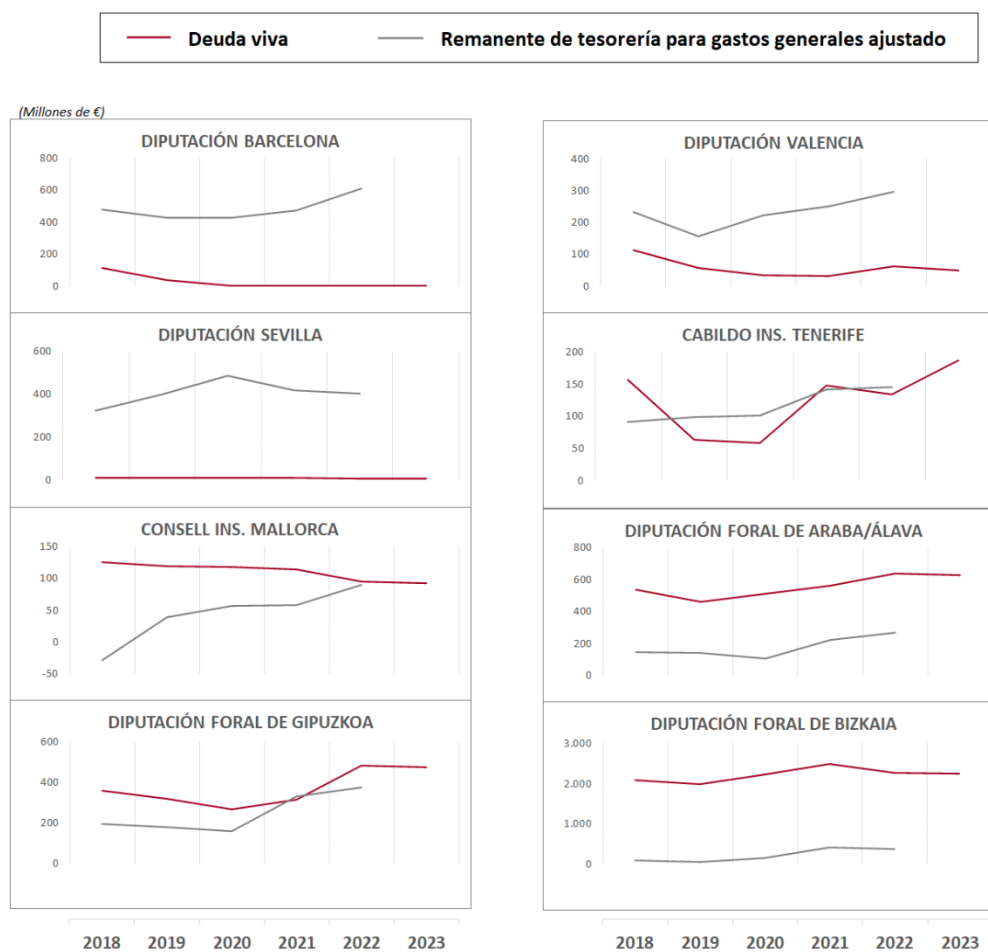 Deuda viva
Remanente de tesorería para gastos generales ajustado
(Millones de €)
DIPUTACIÓN BARCELONA
800
600
400
200
0
DIPUTACIÓN VALENCIA
400
300
200
100
0
DIPUTACIÓN SEVILLA
600
400
200
0
CABILDO INS. TENERIFE
200
150
100
50
0
CONSELL INS. MALLORCA
150
100
50
0
-50
DIPUTACIÓN FORAL DE ARABA/ÁLAVA
800
600
400
200
0
DIPUTACIÓN FORAL DE GIPUZKOA
600
400
200
0
DIPUTACIÓN FORAL DE BIZKAIA
3.000
2.000
1.000
0
2018 2019 2020 2021 2022 2023
2018 2019 2020 2021 2022 2023